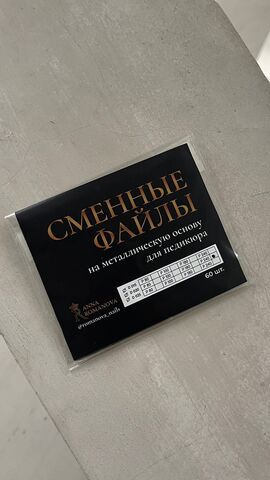 СМЕННЫЕ
ФАЙЛЫ
на металлическую основу
для педикюра
60 шт.
ANNA
ROMANOVA
@romanova_nails